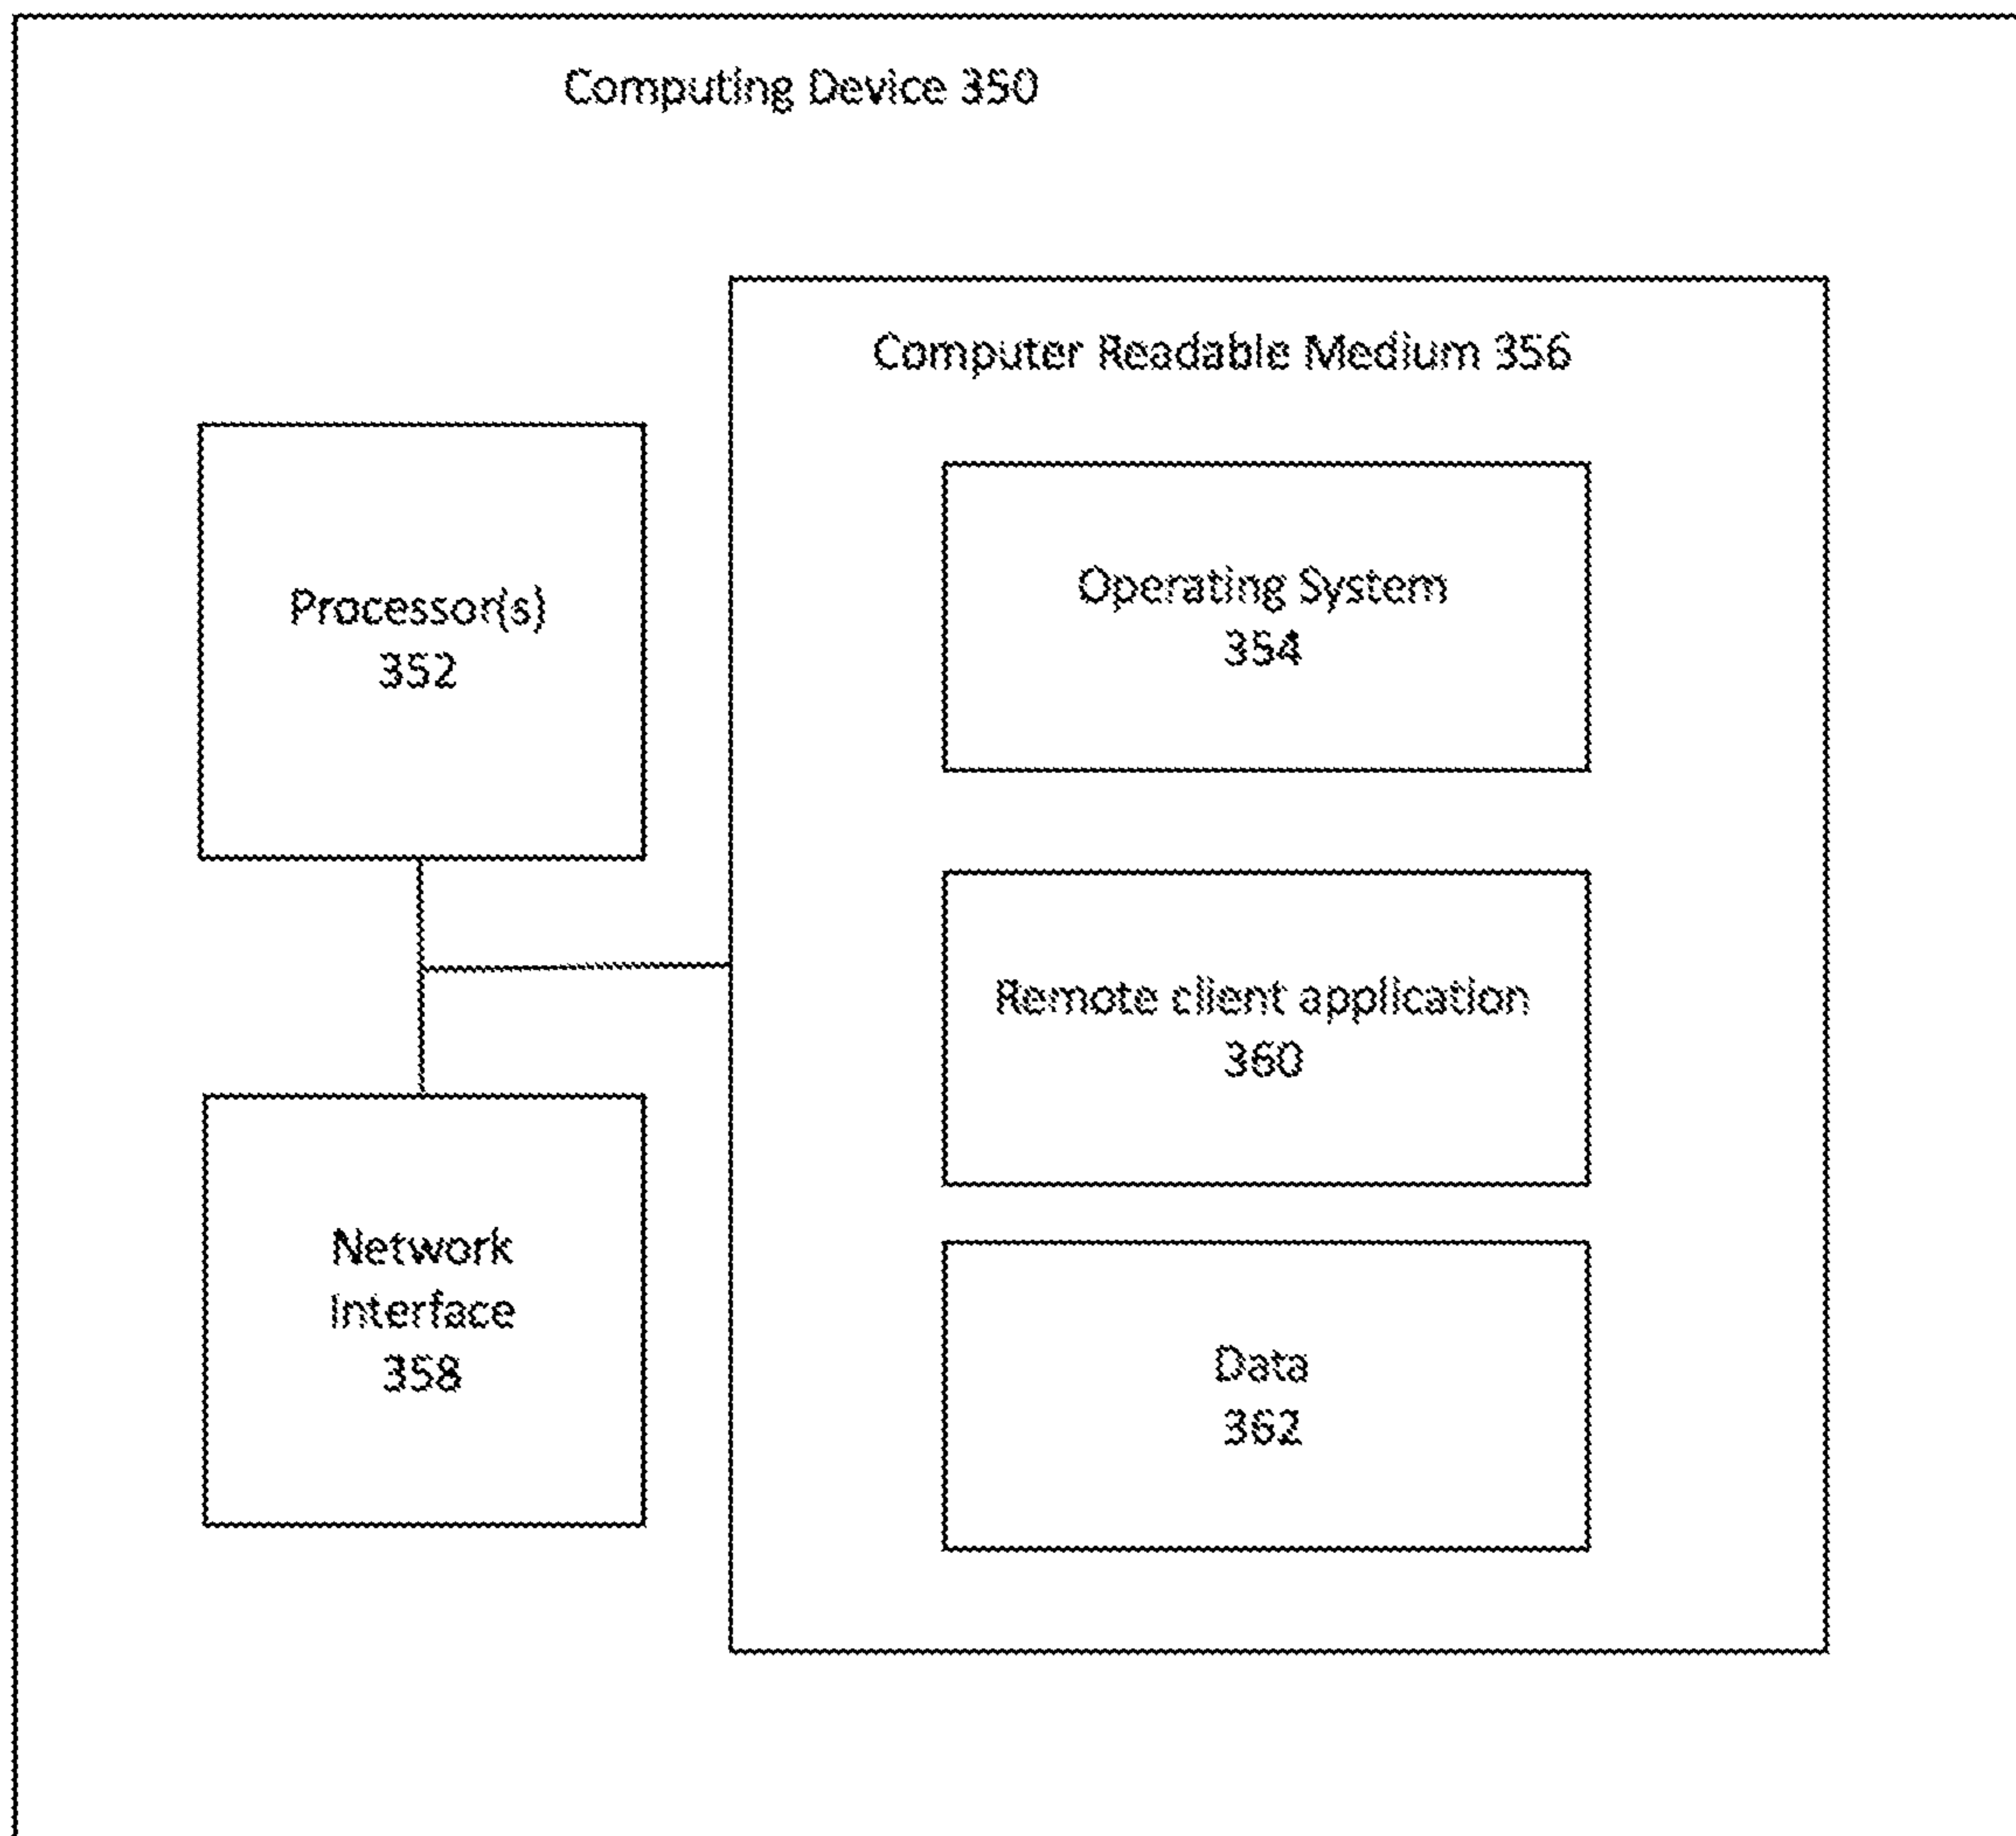 Computing Device 350
Computer Readable Medium 356
Processor(s)
352
Operating System
354
Remote client application
360
Network
Interface
358
Data
362